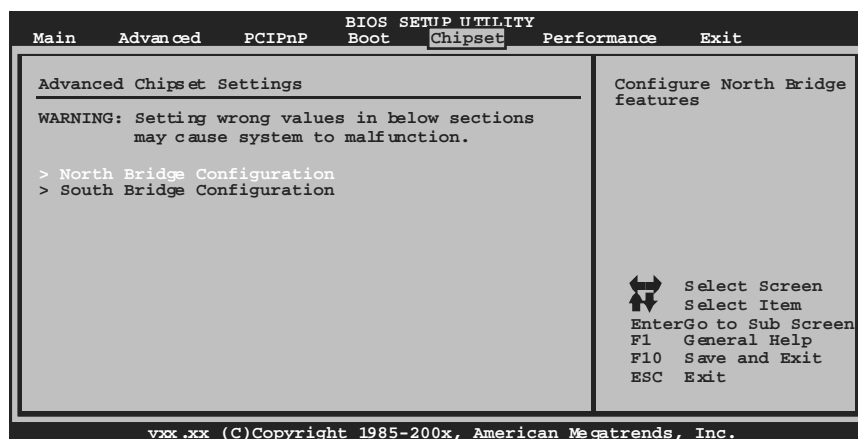 BIOS SETUP UTILITY
Main Advanced PCIPnP Boot Chipset Performance Exit
Advanced Chipset Settings
WARNING: Setting wrong values in below sections
may cause system to malfunction.
> North Bridge Configuration
> South Bridge Configuration
Configure North Bridge
features
Select Screen
Select Item
Enter Go to Sub Screen
F1 General Help
F10 Save and Exit
ESC Exit
vxx.xx (C)Copyright 1985-200x, American Megatrends, Inc.